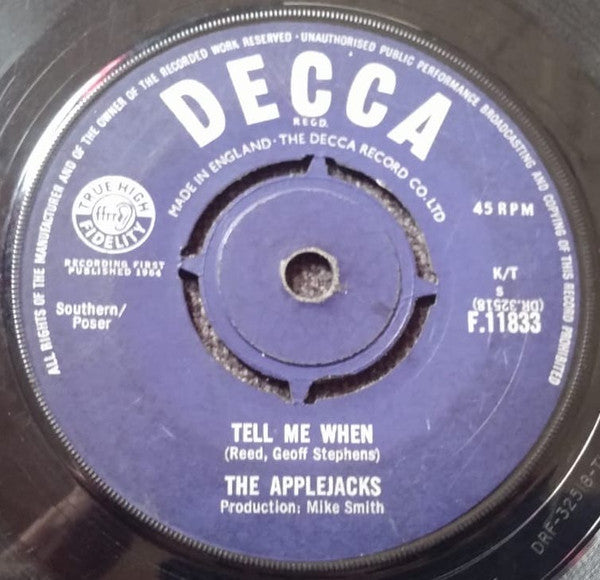 ALL RIGHTS OF THE MANUFACTURER AND OF THE OWNER OF THE RECORDED WORK RESERVED · UNAUTHORISED PUBLIC PERFORMANCE BROADCASTING AND COPYING OF THIS RECORD PROHIBITED
DECCA
REGD.
MADE IN ENGLAND · THE DECCA RECORD CO. LTD
TRUE HIGH
ffrr
FIDELITY
RECORDING FIRST
PUBLISHED 1964
Southern/
Poser
45 RPM
K/T
S
(DR.32518)
F.11833
TELL ME WHEN
(Reed, Geoff Stephens)
THE APPLEJACKS
Production: Mike Smith